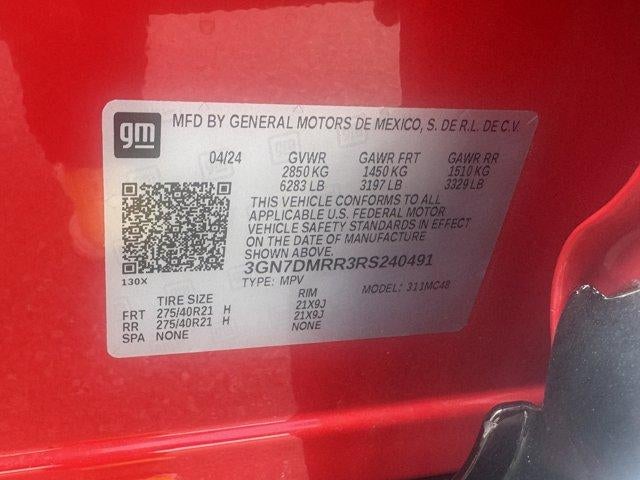 gm
MFD BY GENERAL MOTORS DE MEXICO, S. DE R.L. DE C.V.
04/24 GVWR GAWR FRT GAWR RR
2850 KG 1450 KG 1510 KG
6283 LB 3197 LB 3329 LB
THIS VEHICLE CONFORMS TO ALL
APPLICABLE U.S. FEDERAL MOTOR
VEHICLE SAFETY STANDARDS IN EFFECT
ON THE DATE OF MANUFACTURE
SHOWN ABOVE.
3GN7DMRR3RS240491
130X TYPE: MPV MODEL: 311MC48
TIRE SIZE RIM
FRT 275/40R21 H 21X9J
RR 275/40R21 H 21X9J
SPA NONE NONE